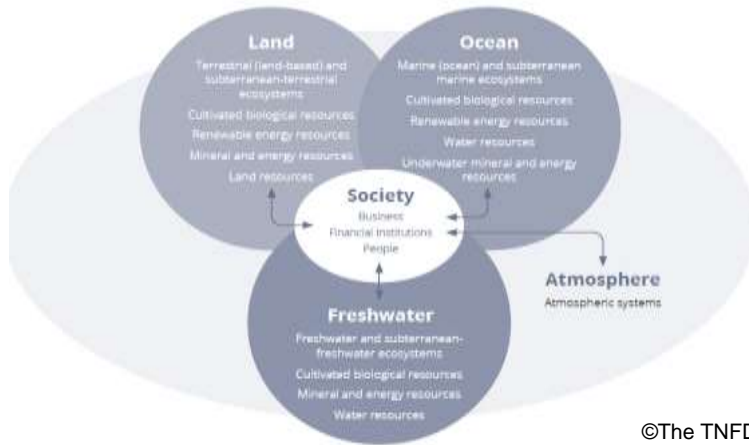 Land
Terrestrial (land-based) and
subterranean-terrestrial
ecosystems
Cultivated biological resources
Renewable energy resources
Mineral and energy resources
Land resources
Ocean
Marine (ocean) and subterranean
marine ecosystems
Cultivated biological resources
Renewable energy resources
Water resources
Underwater mineral and energy
resources
Society
Business
Financial Institutions
People
Atmosphere
Atmospheric systems
Freshwater
Freshwater and subterranean-
freshwater ecosystems
Cultivated biological resources
Mineral and energy resources
Water resources
©The TNFD